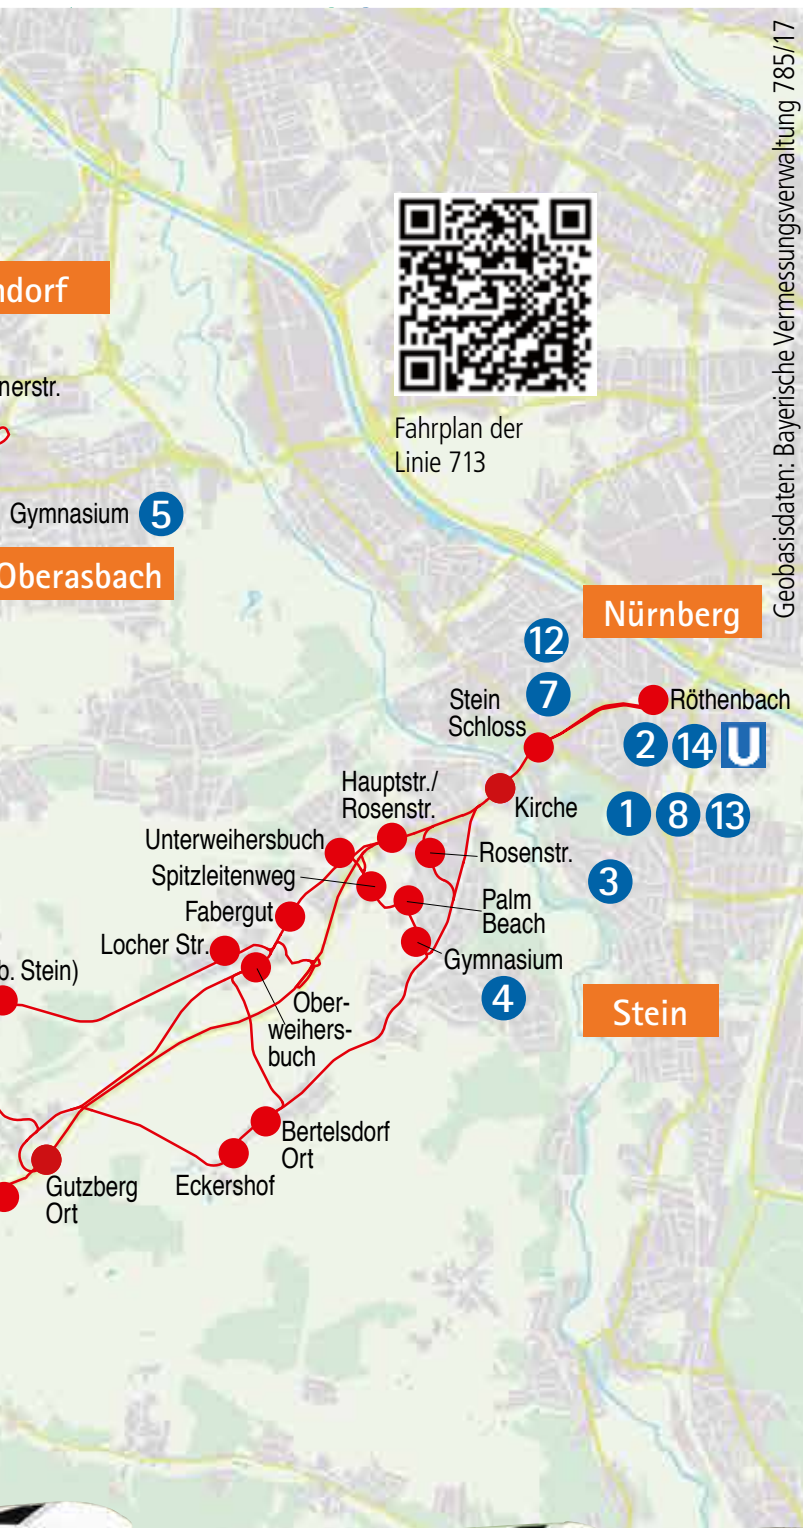 Geobasisdaten: Bayerische Vermessungsverwaltung 785/17
ndorf
nerstr.
Fahrplan der
Linie 713
Gymnasium 5
Oberasbach
Nürnberg
12
7
Stein
Schloss
Röthenbach
2 14 U
Hauptstr./
Rosenstr.
Kirche
1 8 13
Unterweihersbuch
Rosenstr.
Spitzleitenweg
3
Palm
Beach
Fabergut
Locher Str.
Gymnasium
b. Stein)
4
Ober-
weihers-
buch
Stein
Bertelsdorf
Ort
Eckershof
Gutzberg
Ort